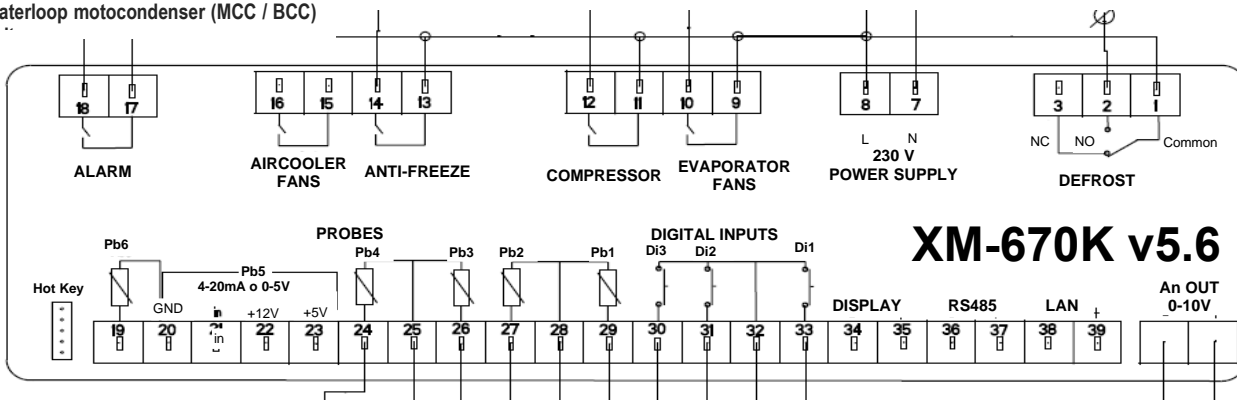 aterloop motocondenser (MCC / BCC)
18 17 16 15 14 13 12 11 10 9 8 7 3 2 1
L N
NC NO Common
ALARM
AIRCOOLER
FANS
ANTI-FREEZE
COMPRESSOR
EVAPORATOR
FANS
230 V
POWER SUPPLY
DEFROST
XM-670K v5.6
PROBES
DIGITAL INPUTS
Pb6
Pb5
4-20mA o 0-5V
Pb4 Pb3 Pb2 Pb1 Di3 Di2 Di1
Hot Key
GND in +12V +5V
in
DISPLAY RS485 LAN +
An OUT
0-10V
19 20 22 23 24 25 26 27 28 29 30 31 32 33 34 35 36 37 38 39